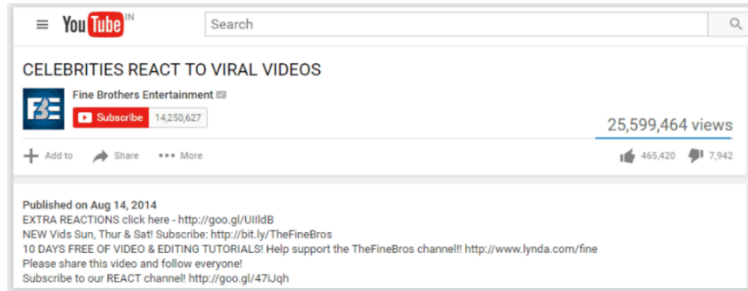 YouTube IN
Search
CELEBRITIES REACT TO VIRAL VIDEOS
FBE
Fine Brothers Entertainment
Subscribe 14,250,627
25,599,464 views
Add to Share More
465,420 7,942
Published on Aug 14, 2014
EXTRA REACTIONS click here - http://goo.gl/UIIldB
NEW Vids Sun, Thur & Sat! Subscribe: http://bit.ly/TheFineBros
10 DAYS FREE OF VIDEO & EDITING TUTORIALS! Help support the TheFineBros channel!! http://www.lynda.com/fine
Please share this video and follow everyone!
Subscribe to our REACT channel! http://goo.gl/47iJqh